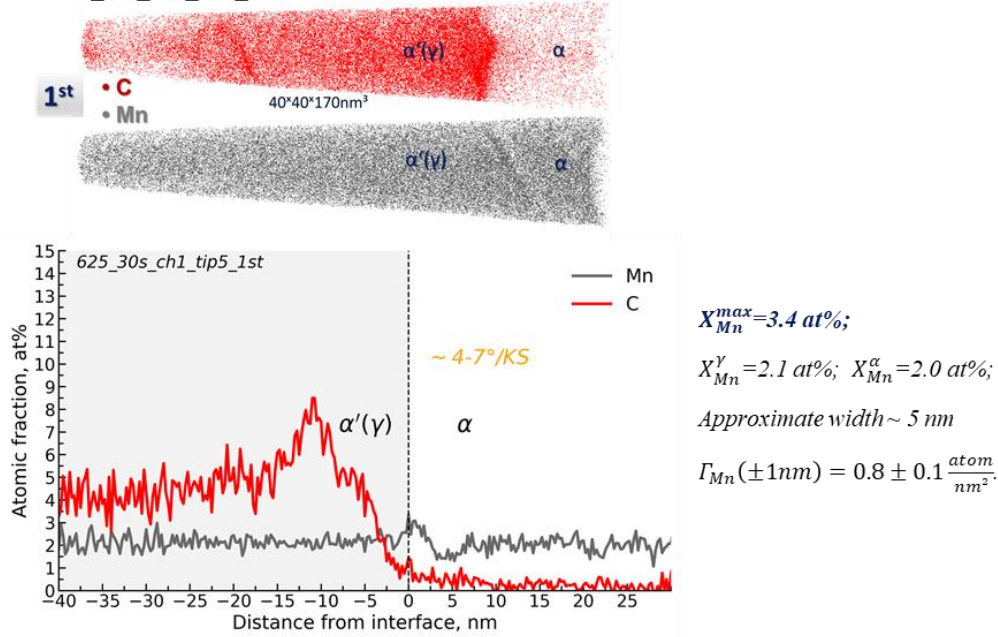 α'(γ)
α
1st
• C
• Mn
40x40x170nm³
α'(γ)
α
15
14
13
12
11
10
9
8
7
6
5
4
3
2
1
0
Atomic fraction, at%
625_30s_ch1_tip5_1st
Mn
C
~ 4-7°/KS
α'(γ)
α
−40 −35 −30 −25 −20 −15 −10 −5 0 5 10 15 20 25
Distance from interface, nm
X_Mn^max=3.4 at%;
X_Mn^γ=2.1 at%; X_Mn^α=2.0 at%;
Approximate width~ 5 nm
Γ_Mn(±1nm) = 0.8 ± 0.1 atom/nm².